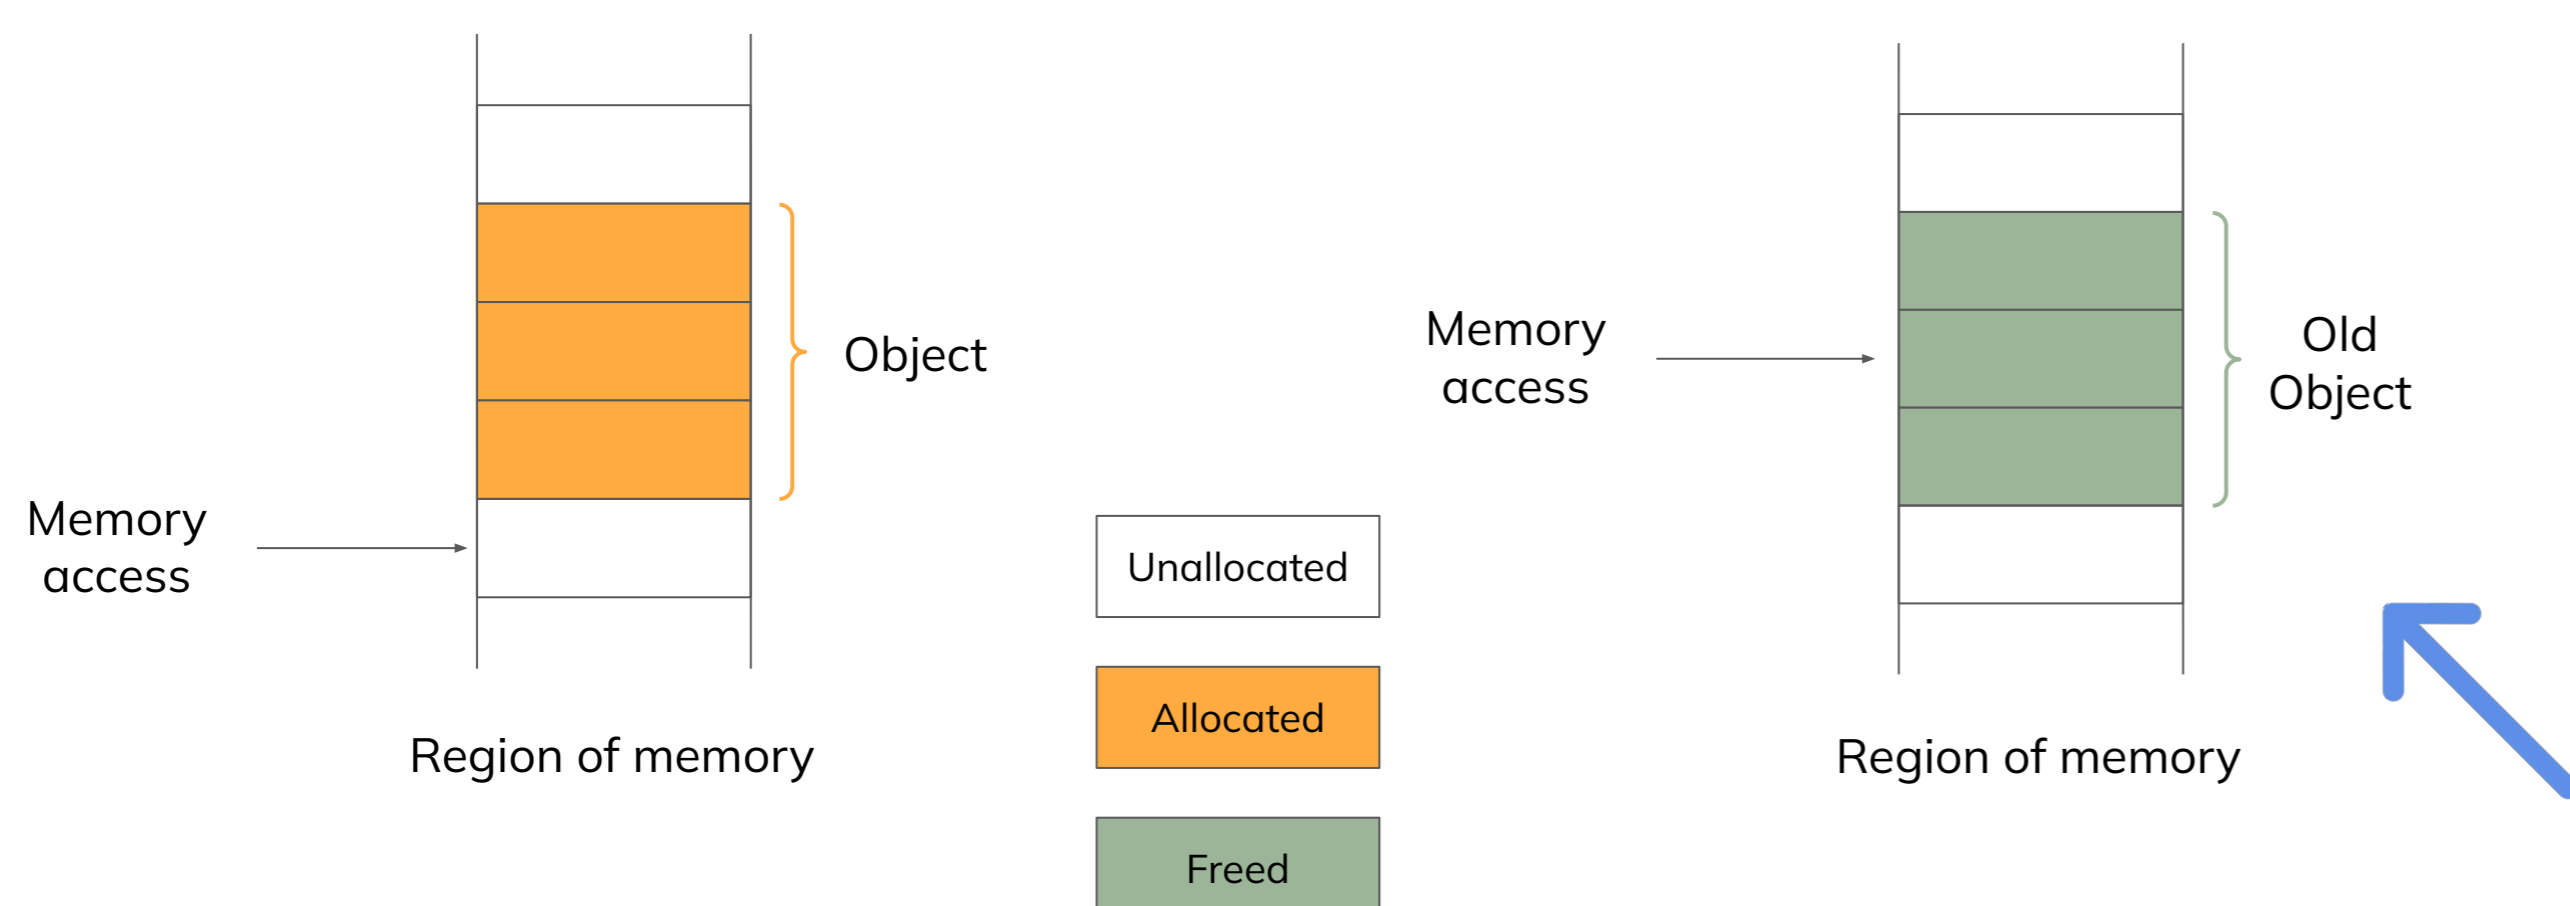 Memory
access
Object
Region of memory
Unallocated
Allocated
Freed
Memory
access
Old
Object
Region of memory